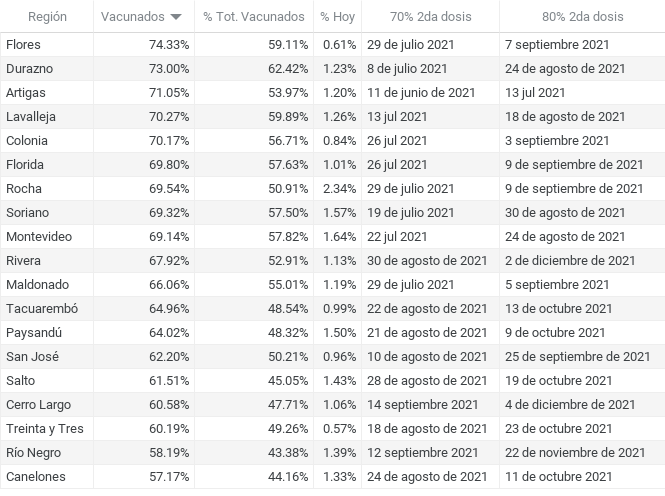 Región Vacunados % Tot. Vacunados % Hoy 70% 2da dosis 80% 2da dosis
Flores 74.33% 59.11% 0.61% 29 de julio 2021 7 septiembre 2021
Durazno 73.00% 62.42% 1.23% 8 de julio 2021 24 de agosto de 2021
Artigas 71.05% 53.97% 1.20% 11 de junio de 2021 13 jul 2021
Lavalleja 70.27% 59.89% 1.26% 13 jul 2021 18 de agosto de 2021
Colonia 70.17% 56.71% 0.84% 26 jul 2021 3 septiembre 2021
Florida 69.80% 57.63% 1.01% 26 jul 2021 9 de septiembre de 2021
Rocha 69.54% 50.91% 2.34% 29 de julio 2021 9 de septiembre de 2021
Soriano 69.32% 57.50% 1.57% 19 de julio 2021 30 de agosto de 2021
Montevideo 69.14% 57.82% 1.64% 22 jul 2021 24 de agosto de 2021
Rivera 67.92% 52.91% 1.13% 30 de agosto de 2021 2 de diciembre de 2021
Maldonado 66.06% 55.01% 1.19% 29 de julio 2021 5 septiembre 2021
Tacuarembó 64.96% 48.54% 0.99% 22 de agosto de 2021 13 de octubre 2021
Paysandú 64.02% 48.32% 1.50% 21 de agosto de 2021 9 de octubre 2021
San José 62.20% 50.21% 0.96% 10 de agosto de 2021 25 de septiembre de 2021
Salto 61.51% 45.05% 1.43% 28 de agosto de 2021 19 de octubre 2021
Cerro Largo 60.58% 47.71% 1.06% 14 septiembre 2021 4 de diciembre de 2021
Treinta y Tres 60.19% 49.26% 0.57% 18 de agosto de 2021 23 de octubre 2021
Río Negro 58.19% 43.38% 1.39% 12 septiembre 2021 22 de noviembre de 2021
Canelones 57.17% 44.16% 1.33% 24 de agosto de 2021 11 de octubre 2021